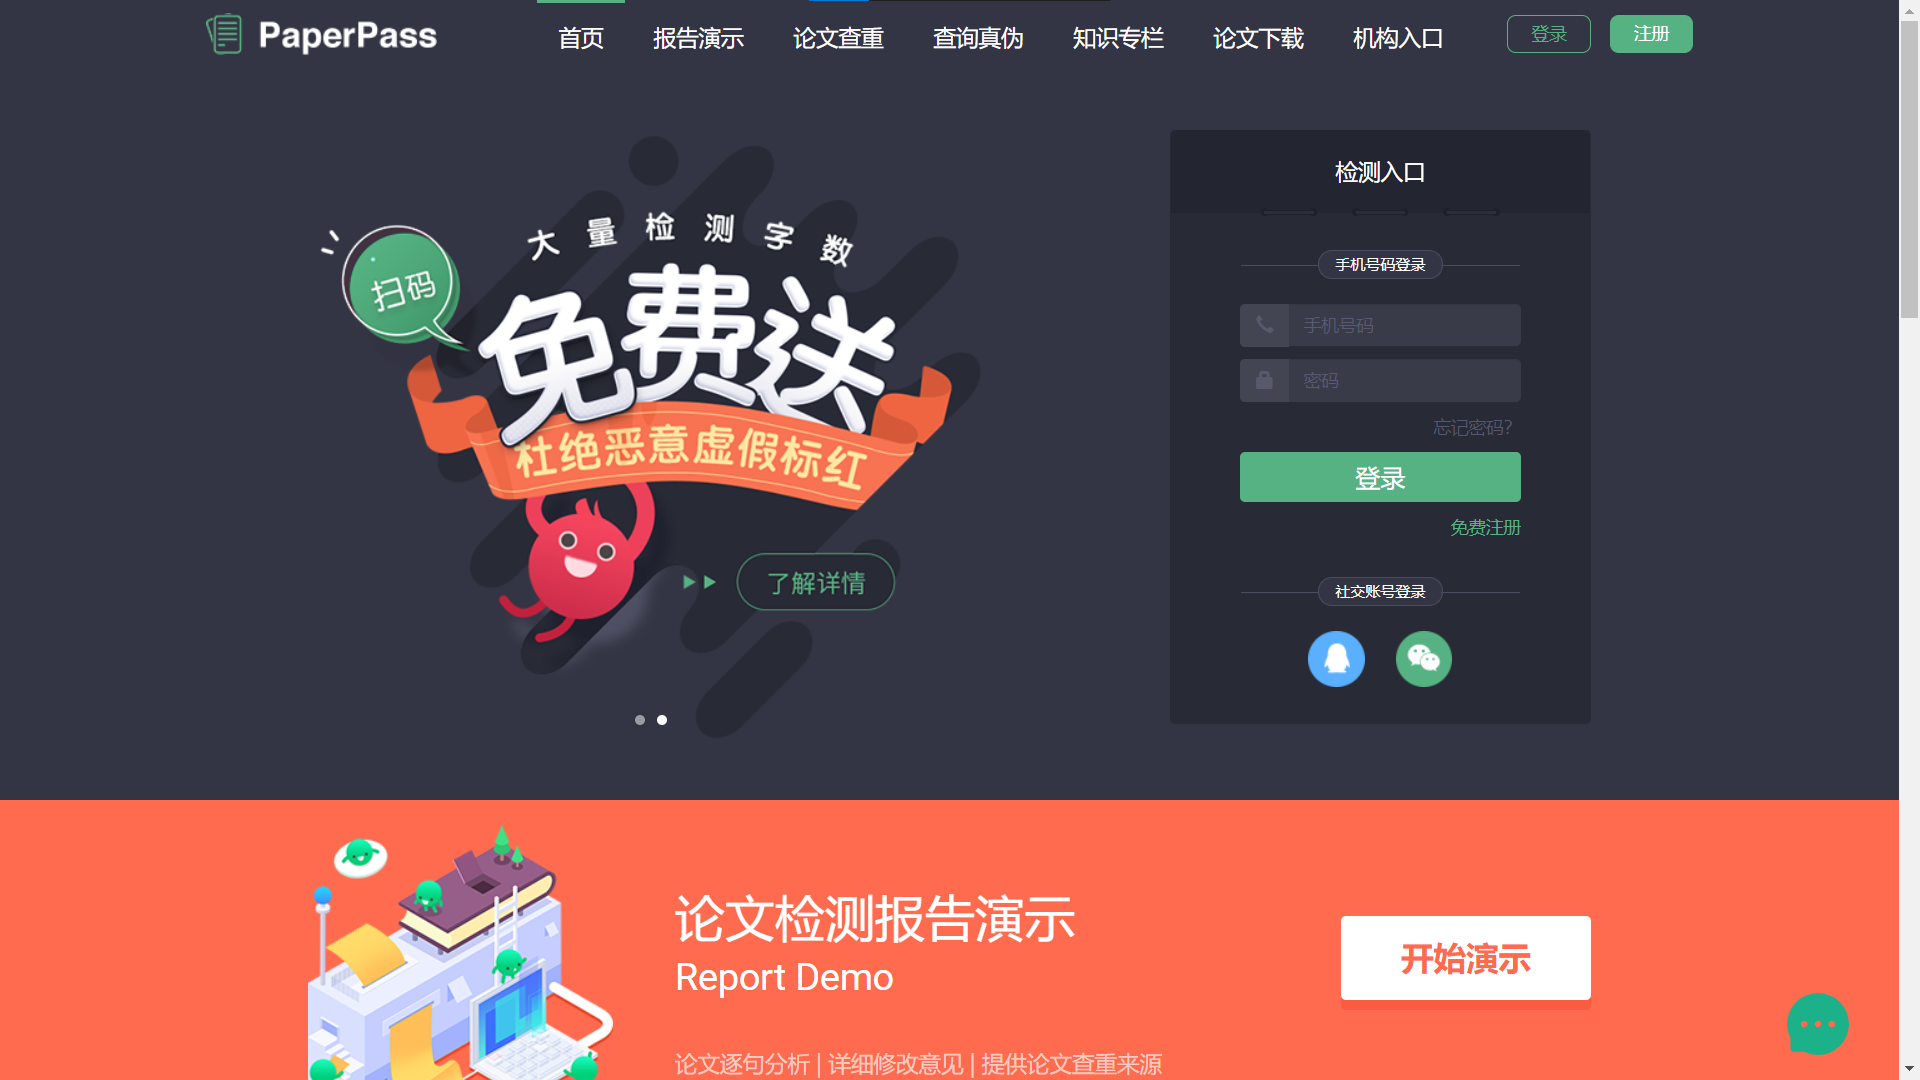 PaperPass
首页 报告演示 论文查重 查询真伪 知识专栏 论文下载 机构入口 登录 注册
大量检测字数
扫码
免费送
杜绝恶意虚假标红
了解详情
检测入口
手机号码登录
手机号码
密码
忘记密码?
登录
免费注册
社交账号登录
论文检测报告演示
Report Demo
开始演示
论文逐句分析 | 详细修改意见 | 提供论文查重来源